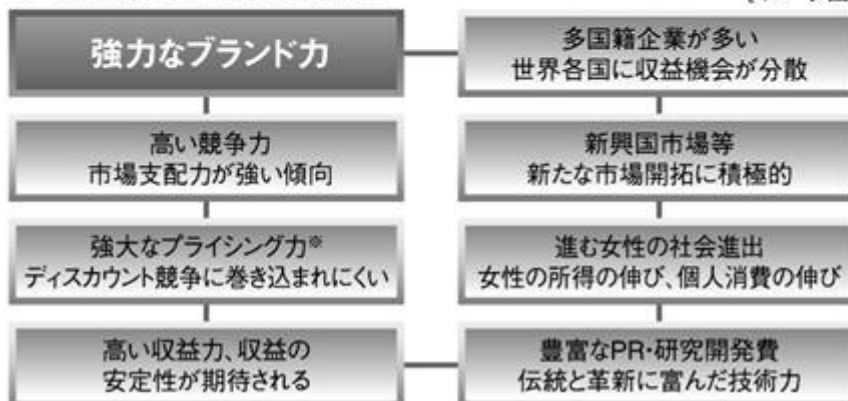 強力なブランド力
多国籍企業が多い
世界各国に収益機会が分散
高い競争力
市場支配力が強い傾向
新興国市場等
新たな市場開拓に積極的
強大なプライシング力※
ディスカウント競争に巻き込まれにくい
進む女性の社会進出
女性の所得の伸び、個人消費の伸び
高い収益力、収益の
安定性が期待される
豊富なPR・研究開発費
伝統と革新に富んだ技術力